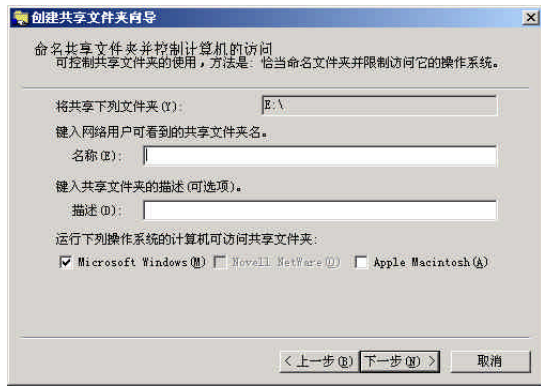 创建共享文件夹向导
命名共享文件夹并控制计算机的访问
可控制共享文件夹的使用，方法是: 恰当命名文件夹并限制访问它的操作系统。
将共享下列文件夹(Y): E:\
键入网络用户可看到的共享文件夹名。
名称(E):
键入共享文件夹的描述(可选项)。
描述(D):
运行下列操作系统的计算机可访问共享文件夹:
Microsoft Windows(M) Novell NetWare(O) Apple Macintosh(A)
< 上一步(B) 下一步(N) > 取消